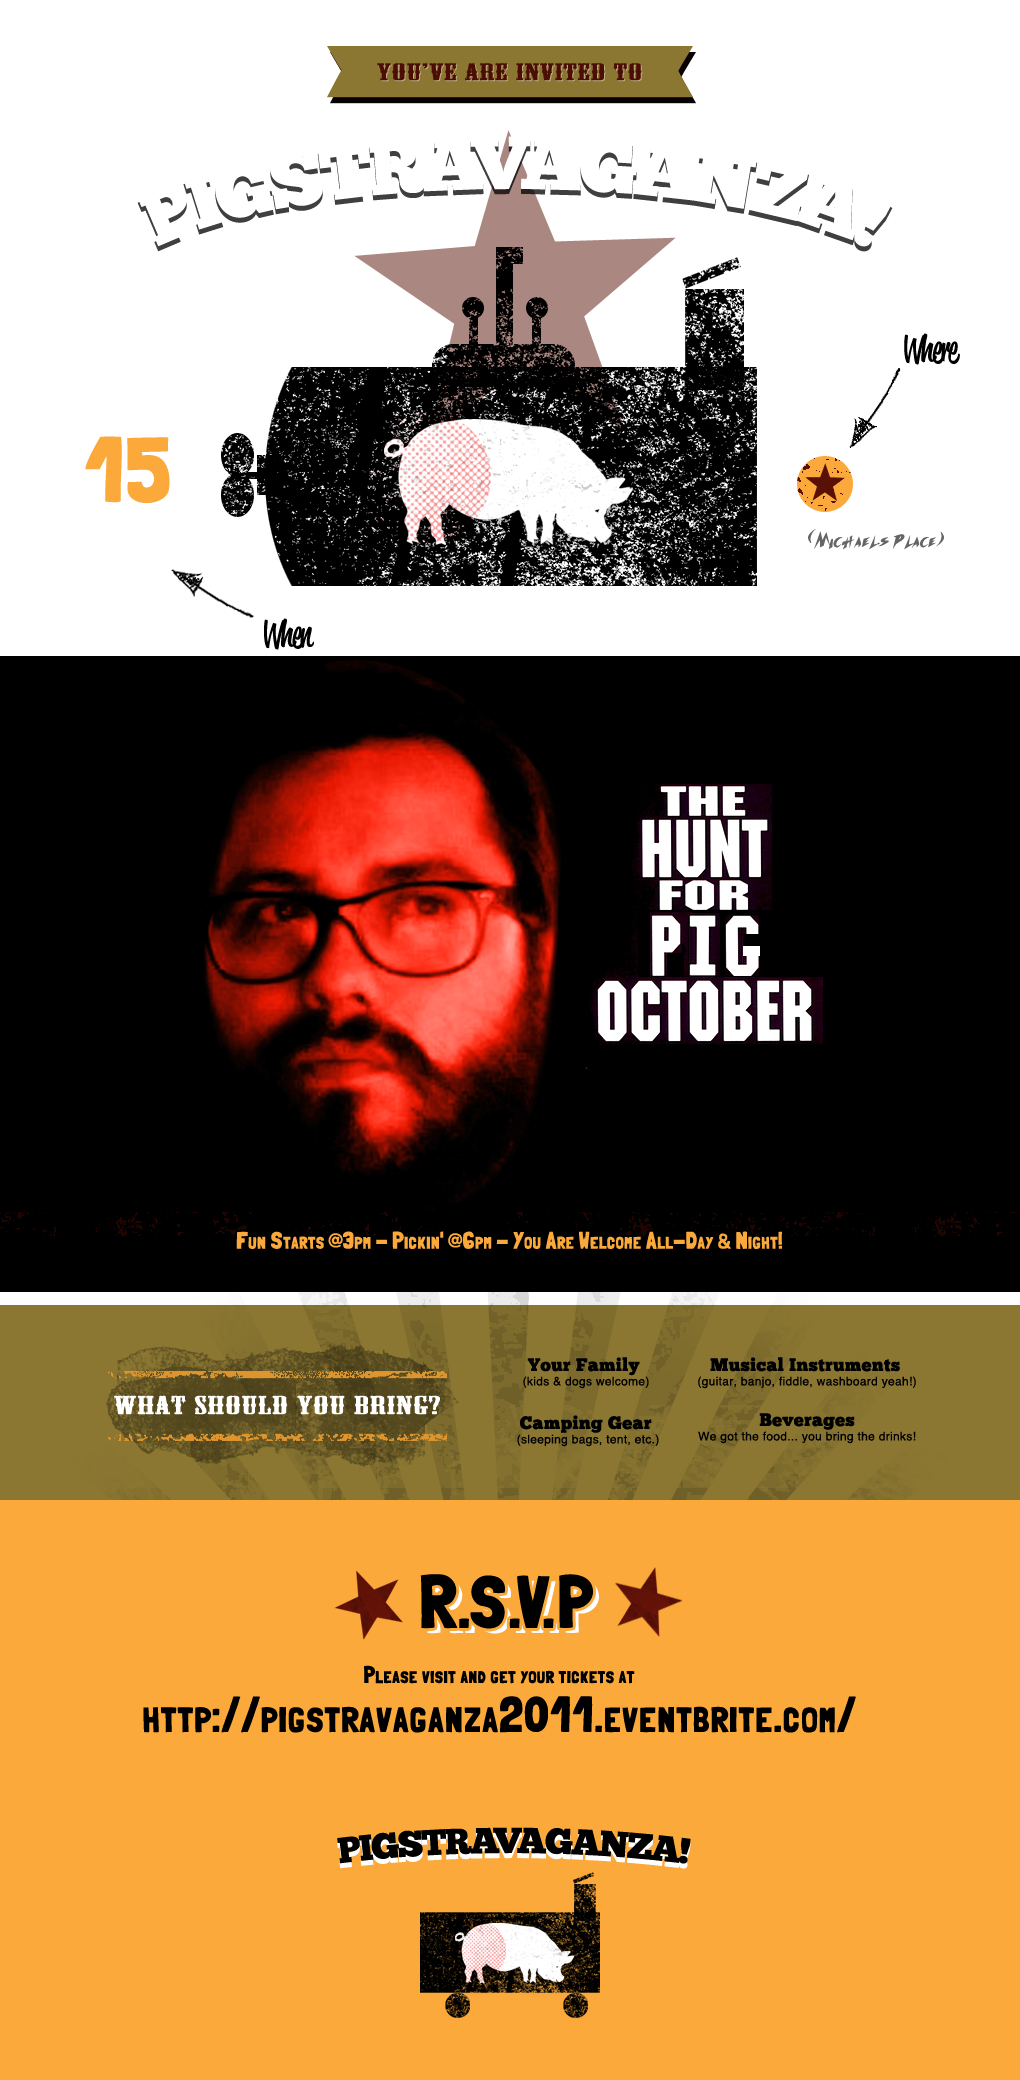 YOU'VE ARE INVITED TO
PIGSTRAVAGANZA!
Where
15
(Michaels Place)
When
THE
HUNT
FOR
PIG
OCTOBER
Fun Starts @3pm – Pickin' @6pm – You Are Welcome All–Day & Night!
WHAT SHOULD YOU BRING?
Your Family
(kids & dogs welcome)
Musical Instruments
(guitar, banjo, fiddle, washboard yeah!)
Camping Gear
(sleeping bags, tent, etc.)
Beverages
We got the food... you bring the drinks!
R.S.V.P
Please visit and get your tickets at
http://pigstravaganza2011.eventbrite.com/
PIGSTRAVAGANZA!